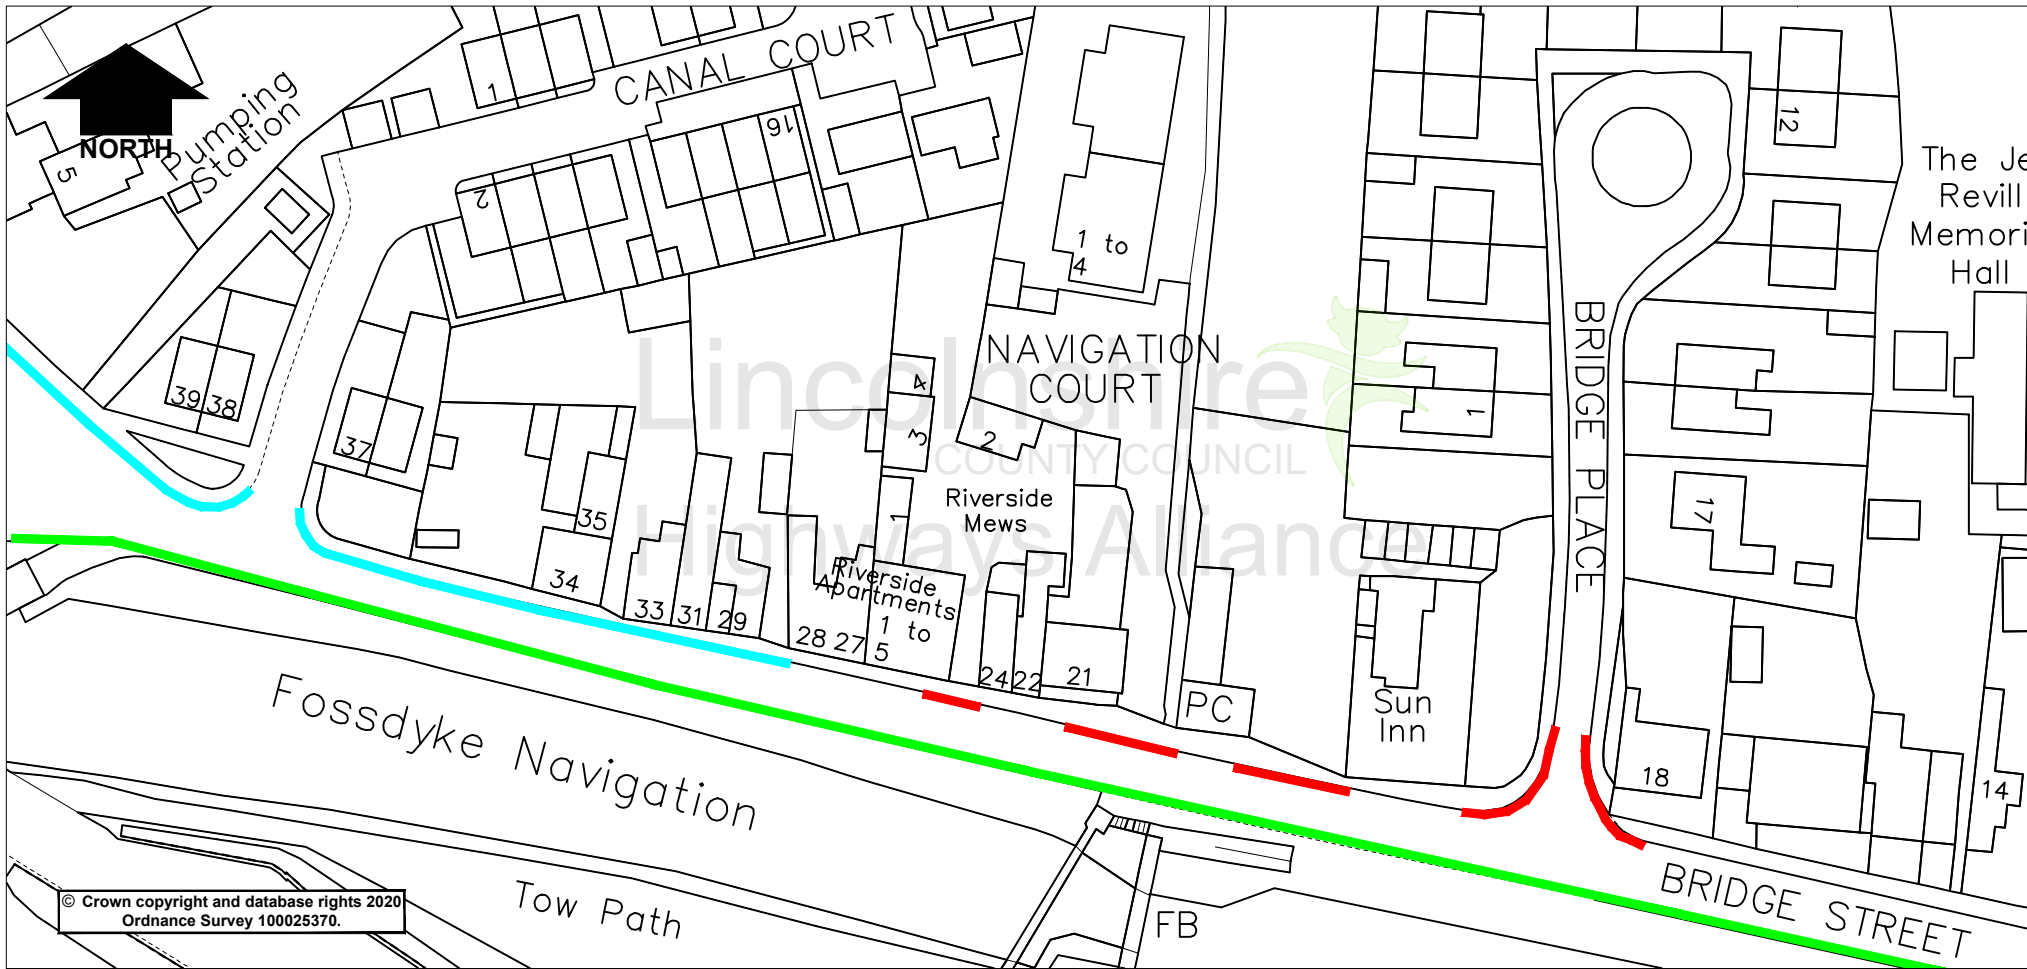 CANAL COURT
1
NORTH
Pumping
Station
5
2
16
12
The Je
Revill
Memori
Hall
1 to
4
NAVIGATION
COURT
Lincolnshire
COUNTY COUNCIL
Highways Alliance
BRIDGE PLACE
1
39
38
37
4
3
2
1
Riverside
Mews
35
34
33
31
29
28
27
Riverside
Apartments
1 to
5
24
22
21
PC
Sun
Inn
17
18
14
Fossdyke Navigation
BRIDGE STREET
© Crown copyright and database rights 2020
Ordnance Survey 100025370.
Tow Path
FB